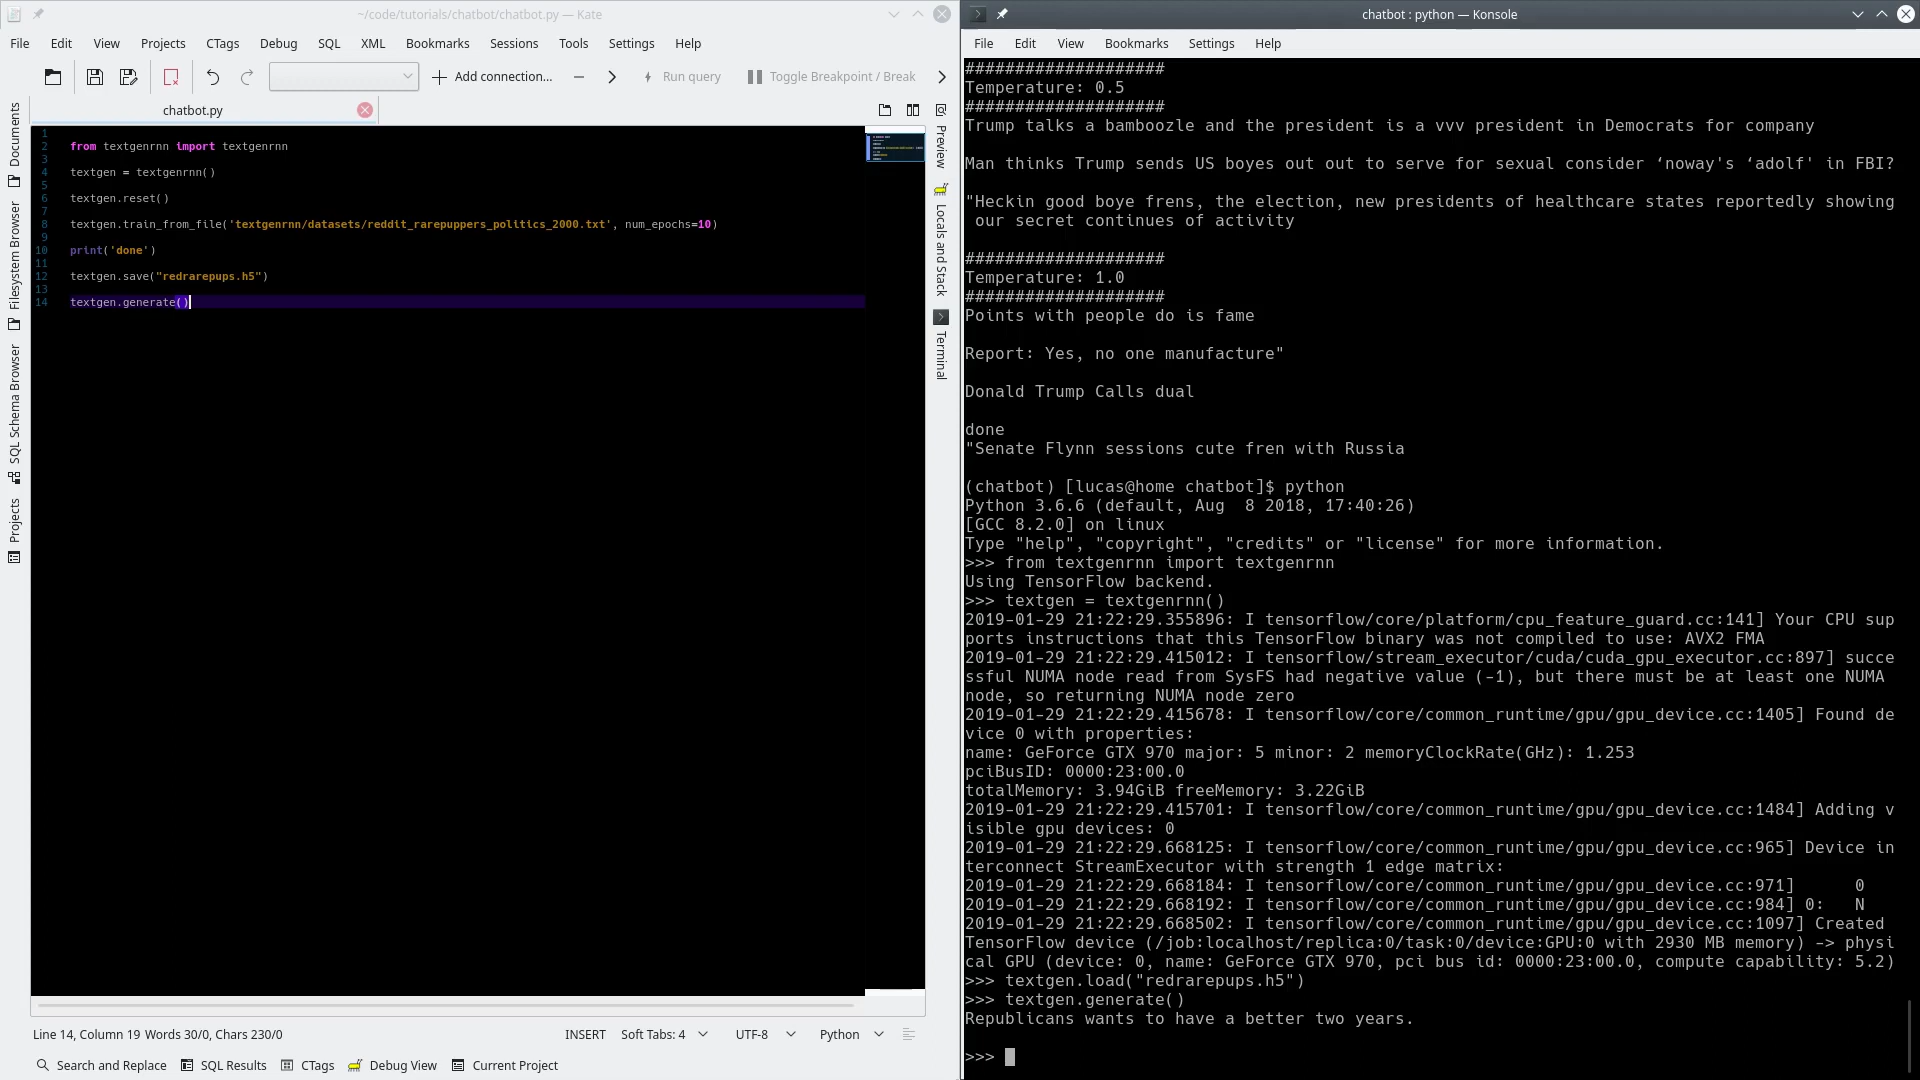 ~/code/tutorials/chatbot/chatbot.py — Kate
File Edit View Projects CTags Debug SQL XML Bookmarks Sessions Tools Settings Help
Add connection... Run query Toggle Breakpoint / Break
chatbot.py
Documents
Filesystem Browser
SQL Schema Browser
Projects
1
2 from textgenrnn import textgenrnn
3
4 textgen = textgenrnn()
5
6 textgen.reset()
7
8 textgen.train_from_file('textgenrnn/datasets/reddit_rarepuppers_politics_2000.txt', num_epochs=10)
9
10 print('done')
11
12 textgen.save("redrarepups.h5")
13
14 textgen.generate()
Preview
Locals and Stack
Terminal
Line 14, Column 19 Words 30/0, Chars 230/0 INSERT Soft Tabs: 4 UTF-8 Python
Search and Replace SQL Results CTags Debug View Current Project
chatbot : python — Konsole
File Edit View Bookmarks Settings Help
####################
Temperature: 0.5
####################
Trump talks a bamboozle and the president is a vvv president in Democrats for company
Man thinks Trump sends US boyes out out to serve for sexual consider ‘noway's ‘adolf' in FBI?
"Heckin good boye frens, the election, new presidents of healthcare states reportedly showing
our secret continues of activity
####################
Temperature: 1.0
####################
Points with people do is fame
Report: Yes, no one manufacture"
Donald Trump Calls dual
done
"Senate Flynn sessions cute fren with Russia
(chatbot) [lucas@home chatbot]$ python
Python 3.6.6 (default, Aug  8 2018, 17:40:26)
[GCC 8.2.0] on linux
Type "help", "copyright", "credits" or "license" for more information.
>>> from textgenrnn import textgenrnn
Using TensorFlow backend.
>>> textgen = textgenrnn()
2019-01-29 21:22:29.355896: I tensorflow/core/platform/cpu_feature_guard.cc:141] Your CPU sup
ports instructions that this TensorFlow binary was not compiled to use: AVX2 FMA
2019-01-29 21:22:29.415012: I tensorflow/stream_executor/cuda/cuda_gpu_executor.cc:897] succe
ssful NUMA node read from SysFS had negative value (-1), but there must be at least one NUMA
node, so returning NUMA node zero
2019-01-29 21:22:29.415678: I tensorflow/core/common_runtime/gpu/gpu_device.cc:1405] Found de
vice 0 with properties:
name: GeForce GTX 970 major: 5 minor: 2 memoryClockRate(GHz): 1.253
pciBusID: 0000:23:00.0
totalMemory: 3.94GiB freeMemory: 3.22GiB
2019-01-29 21:22:29.415701: I tensorflow/core/common_runtime/gpu/gpu_device.cc:1484] Adding v
isible gpu devices: 0
2019-01-29 21:22:29.668125: I tensorflow/core/common_runtime/gpu/gpu_device.cc:965] Device in
terconnect StreamExecutor with strength 1 edge matrix:
2019-01-29 21:22:29.668184: I tensorflow/core/common_runtime/gpu/gpu_device.cc:971]      0
2019-01-29 21:22:29.668192: I tensorflow/core/common_runtime/gpu/gpu_device.cc:984] 0:   N
2019-01-29 21:22:29.668502: I tensorflow/core/common_runtime/gpu/gpu_device.cc:1097] Created
TensorFlow device (/job:localhost/replica:0/task:0/device:GPU:0 with 2930 MB memory) -> physi
cal GPU (device: 0, name: GeForce GTX 970, pci bus id: 0000:23:00.0, compute capability: 5.2)
>>> textgen.load("redrarepups.h5")
>>> textgen.generate()
Republicans wants to have a better two years.
>>>